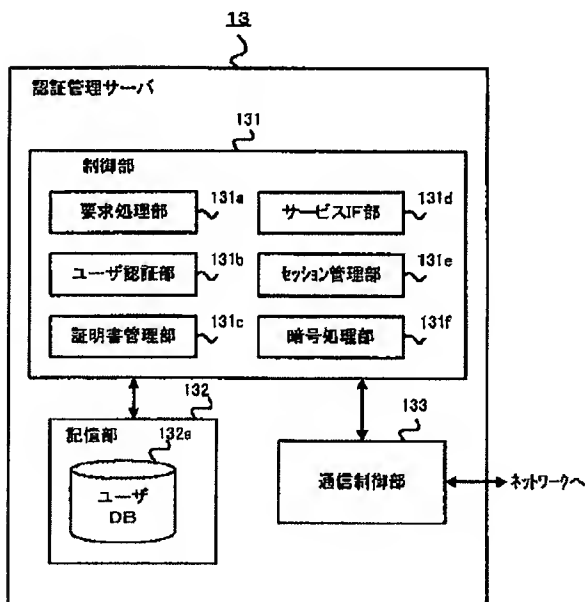 13
認証管理サーバ
131
制御部
要求処理部
131a
サービスIF部
131d
ユーザ認証部
131b
セッション管理部
131e
証明書管理部
131c
暗号処理部
131f
132
記信部
132a
ユーザ
DB
133
通信制御部
ネットワークへ